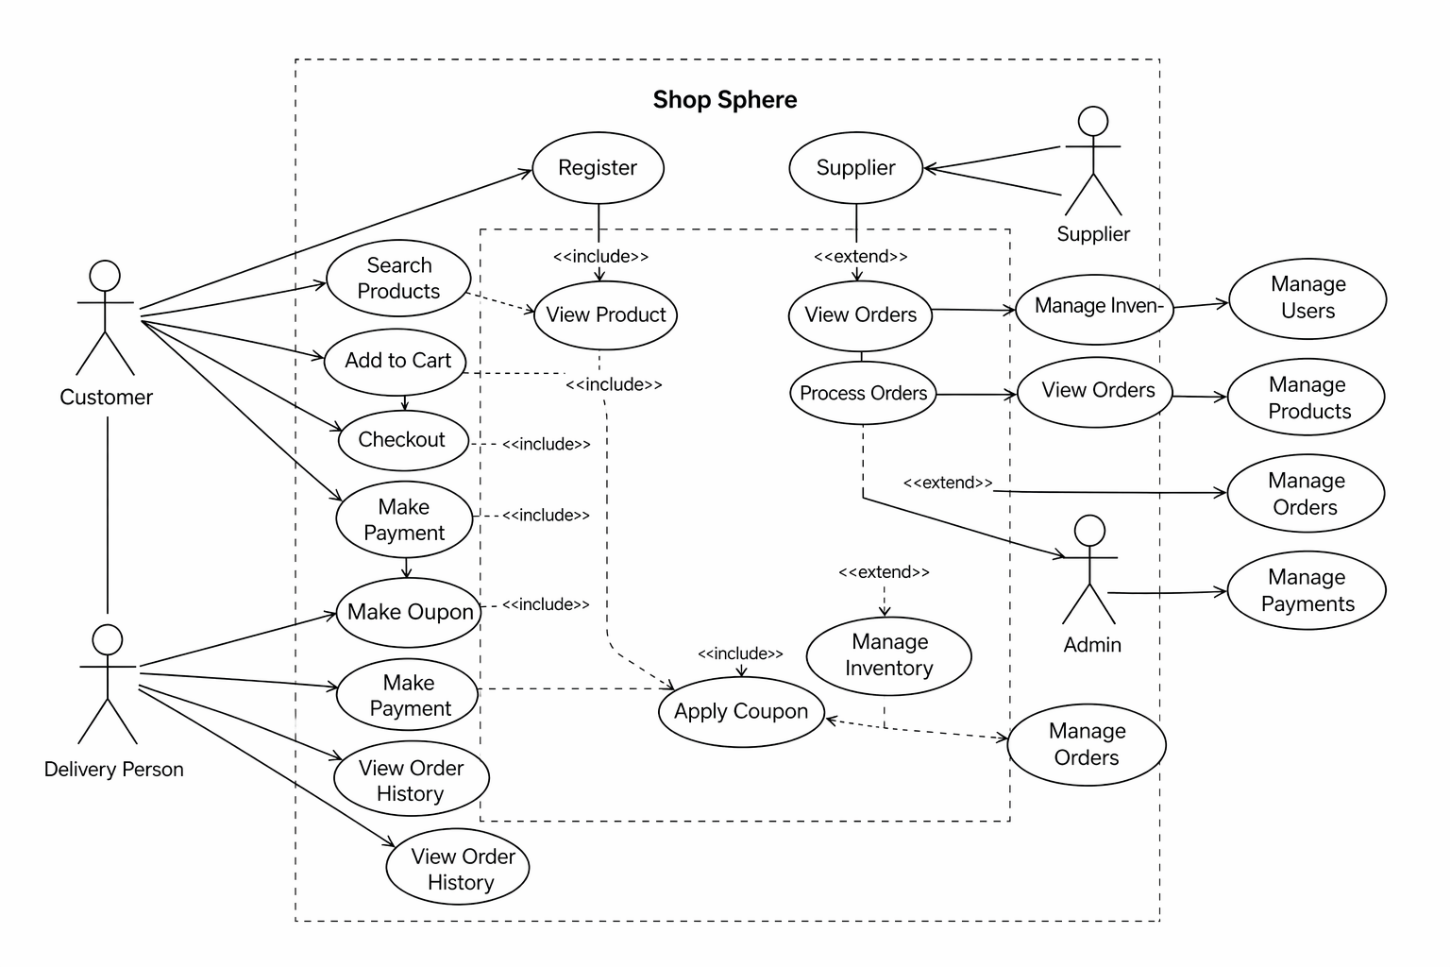 Shop Sphere
Register
Supplier
Supplier
<<include>>
<<extend>>
Search
Products
View Product
View Orders
Manage Inven-
Manage
Users
Customer
Add to Cart
<<include>>
Process Orders
View Orders
Manage
Products
Checkout
<<include>>
<<extend>>
Manage
Orders
Make
Payment
<<include>>
<<extend>>
Manage
Payments
Make Oupon
<<include>>
Admin
Manage
Inventory
<<include>>
Delivery Person
Make
Payment
Apply Coupon
Manage
Orders
View Order
History
View Order
History